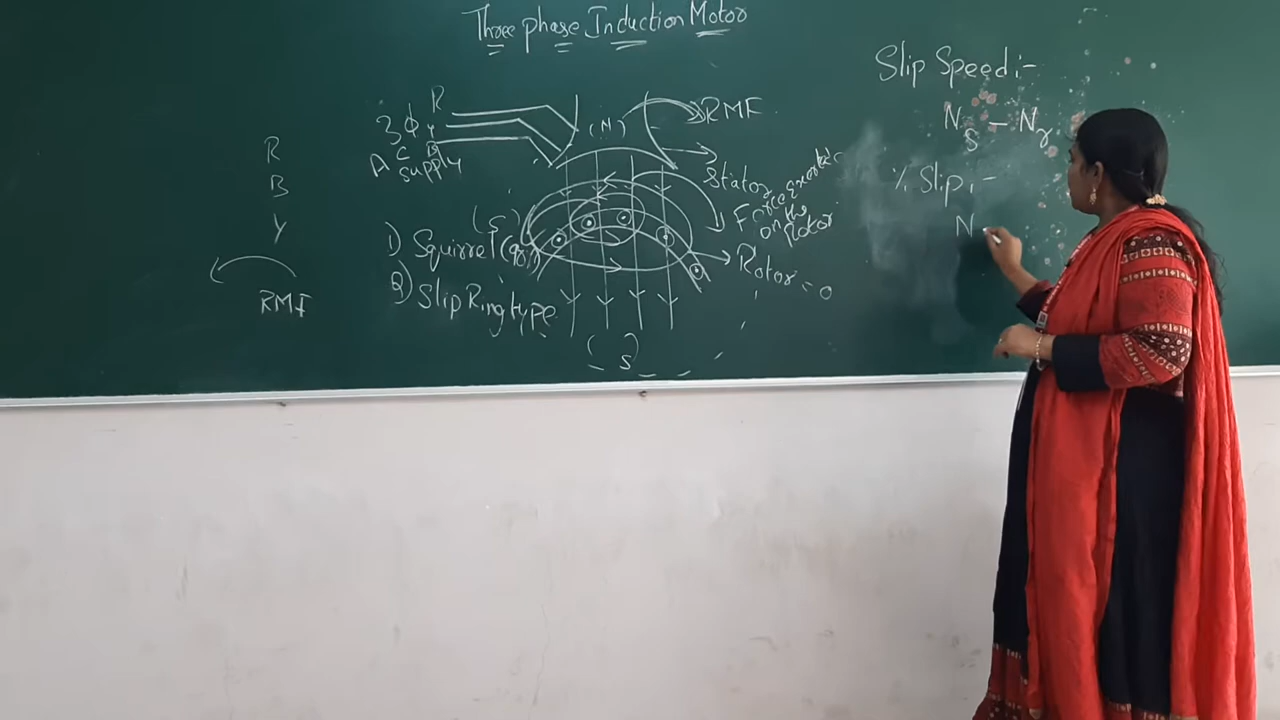 Three phase Induction Motor
R
3ϕ Y
A C B
supply
(N)
RMF
Stator
Force exerted
on the
Rotor
Rotor = 0
(S)
R
B
Y
RMF
1) Squirrel Cage
2) Slip Ring type
Slip Speed:-
Ns - Nr
% Slip:-
N